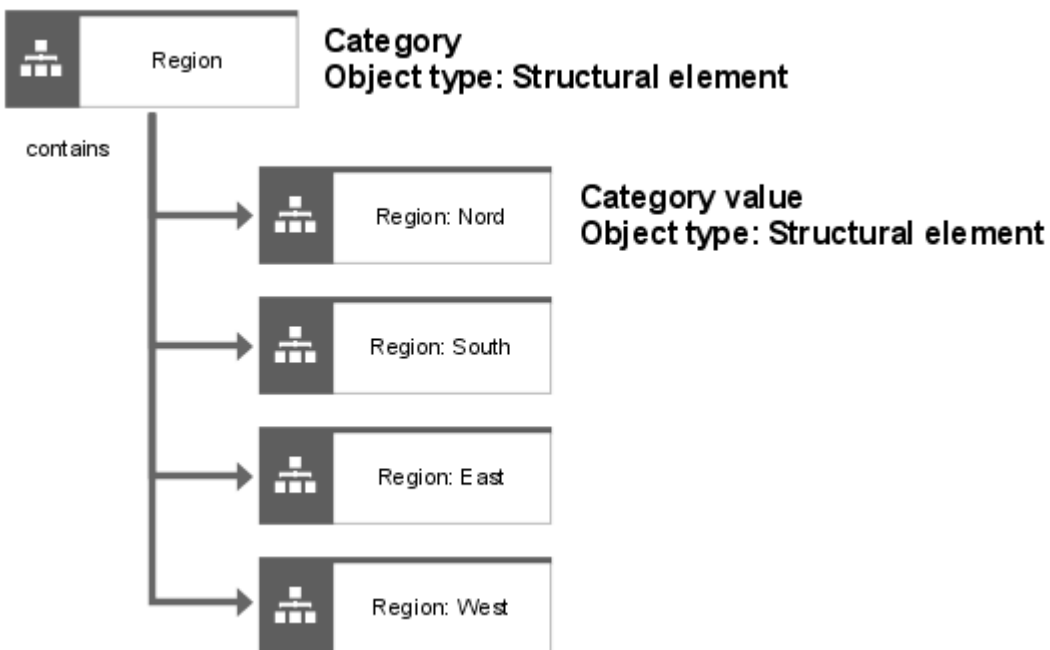 Region
Category
Object type: Structural element
contains
Region: Nord
Category value
Object type: Structural element
Region: South
Region: East
Region: West